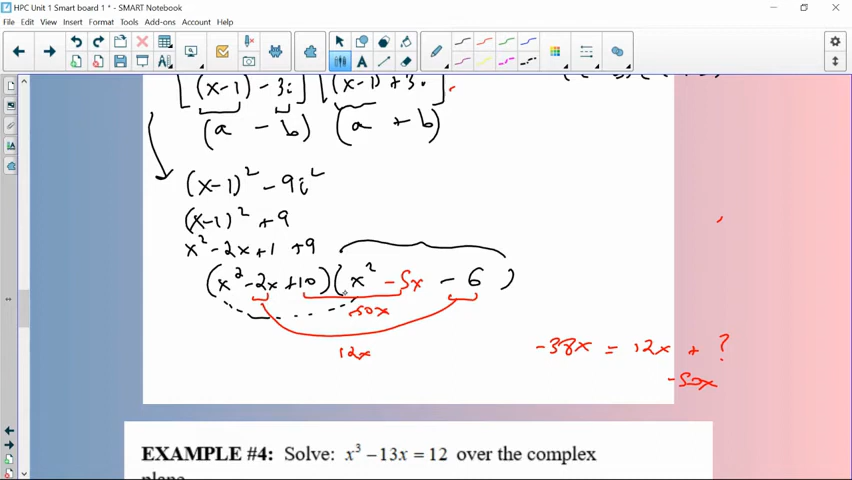 HPC Unit 1 Smart board 1 * - SMART Notebook
File Edit View Insert Format Tools Add-ons Account Help
[(x-1) - 3i] [(x-1) + 3i].
(a - b) (a + b)
(x-1)² - 9i²
(x-1)² + 9
x² - 2x + 1 + 9
(x² - 2x + 10)(x² - 5x - 6)
-50x
12x
-38x = 12x + ?
-50x
EXAMPLE #4: Solve: x³ - 13x = 12 over the complex
plane.